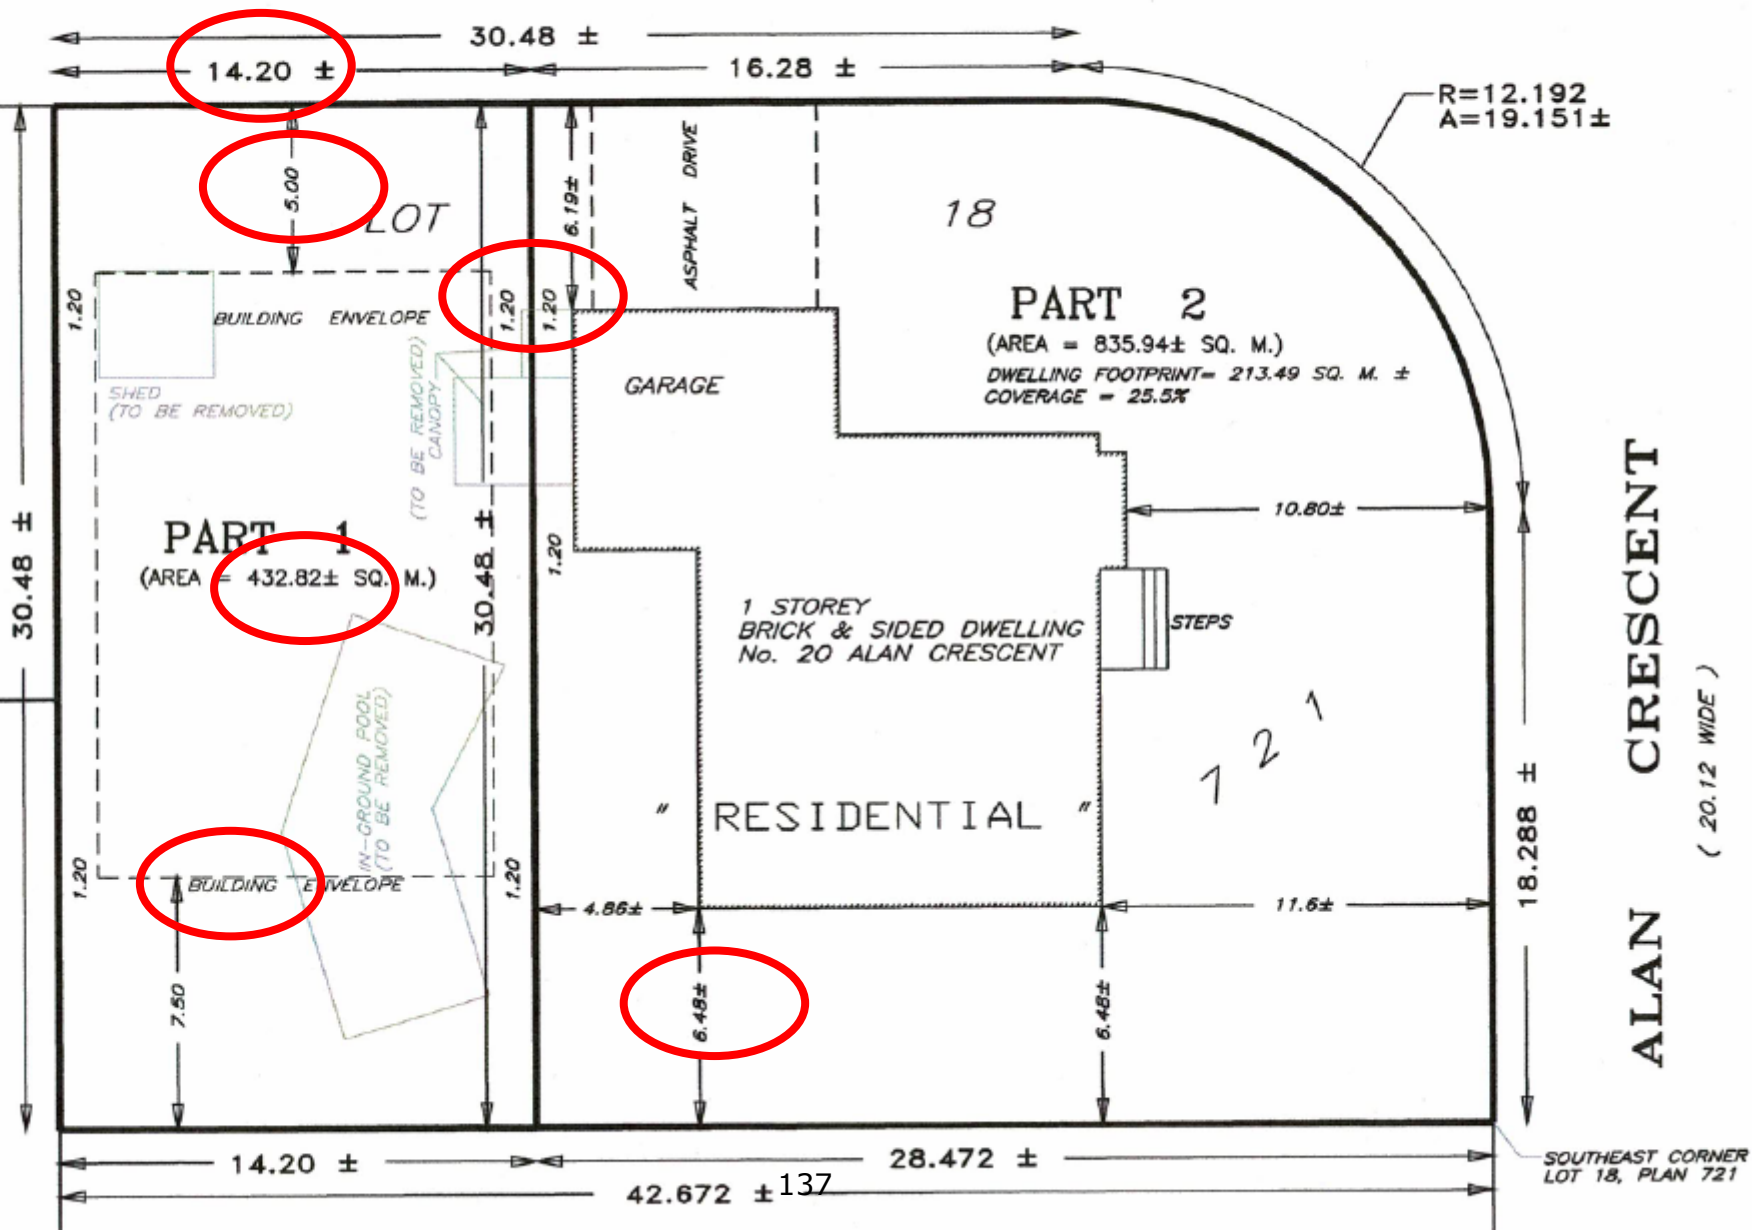 30.48 ±
14.20 ±
16.28 ±
R=12.192
A=19.151±
5.00
LOT
6.19±
ASPHALT DRIVE
18
1.20
1.20
1.20
BUILDING ENVELOPE
PART 2
(AREA = 835.94± SQ. M.)
DWELLING FOOTPRINT= 213.49 SQ. M. ±
COVERAGE = 25.5%
SHED
(TO BE REMOVED)
(TO BE REMOVED)
CANOPY
GARAGE
30.48 ±
PART 1
(AREA = 432.82± SQ. M.)
30.48 ±
1.20
10.80±
1 STOREY
BRICK & SIDED DWELLING
No. 20 ALAN CRESCENT
STEPS
ALAN CRESCENT
( 20.12 WIDE )
IN-GROUND POOL
(TO BE REMOVED)
721
" RESIDENTIAL "
18.288 ±
1.20
BUILDING ENVELOPE
1.20
4.86±
11.6±
7.50
6.48±
6.48±
14.20 ±
28.472 ±
42.672 ±
137
SOUTHEAST CORNER
LOT 18, PLAN 721